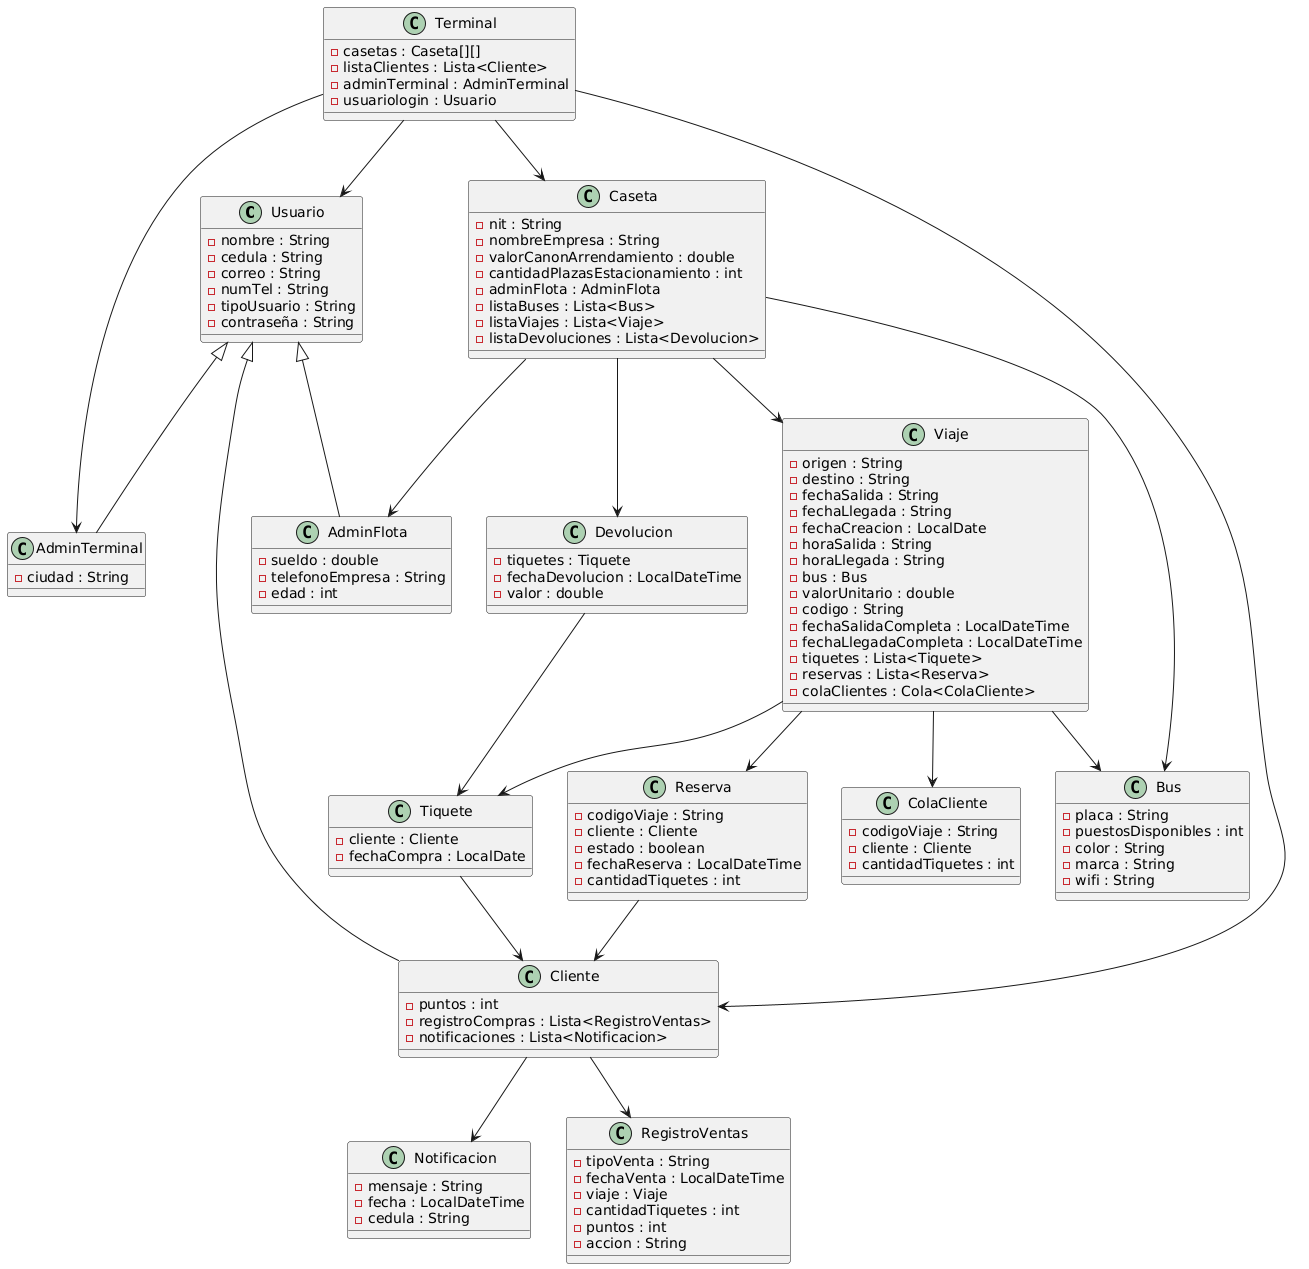 C Terminal
casetas : Caseta[][]
listaClientes : Lista<Cliente>
adminTerminal : AdminTerminal
usuariologin : Usuario
C Usuario
nombre : String
cedula : String
correo : String
numTel : String
tipoUsuario : String
contraseña : String
C Caseta
nit : String
nombreEmpresa : String
valorCanonArrendamiento : double
cantidadPlazasEstacionamiento : int
adminFlota : AdminFlota
listaBuses : Lista<Bus>
listaViajes : Lista<Viaje>
listaDevoluciones : Lista<Devolucion>
C AdminTerminal
ciudad : String
C AdminFlota
sueldo : double
telefonoEmpresa : String
edad : int
C Devolucion
tiquetes : Tiquete
fechaDevolucion : LocalDateTime
valor : double
C Viaje
origen : String
destino : String
fechaSalida : String
fechaLlegada : String
fechaCreacion : LocalDate
horaSalida : String
horaLlegada : String
bus : Bus
valorUnitario : double
codigo : String
fechaSalidaCompleta : LocalDateTime
fechaLlegadaCompleta : LocalDateTime
tiquetes : Lista<Tiquete>
reservas : Lista<Reserva>
colaClientes : Cola<ColaCliente>
C Tiquete
cliente : Cliente
fechaCompra : LocalDate
C Reserva
codigoViaje : String
cliente : Cliente
estado : boolean
fechaReserva : LocalDateTime
cantidadTiquetes : int
C ColaCliente
codigoViaje : String
cliente : Cliente
cantidadTiquetes : int
C Bus
placa : String
puestosDisponibles : int
color : String
marca : String
wifi : String
C Cliente
puntos : int
registroCompras : Lista<RegistroVentas>
notificaciones : Lista<Notificacion>
C Notificacion
mensaje : String
fecha : LocalDateTime
cedula : String
C RegistroVentas
tipoVenta : String
fechaVenta : LocalDateTime
viaje : Viaje
cantidadTiquetes : int
puntos : int
accion : String